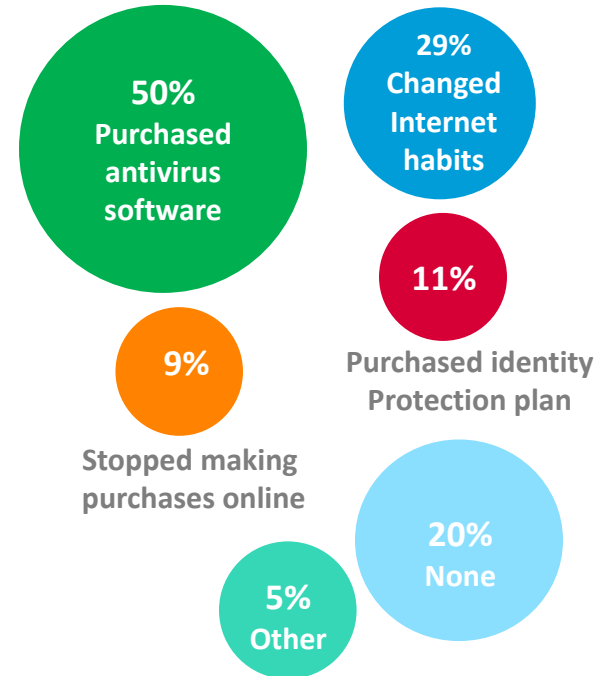 50%
Purchased
antivirus
software
29%
Changed
Internet
habits
11%
Purchased identity
Protection plan
9%
Stopped making
purchases online
20%
None
5%
Other